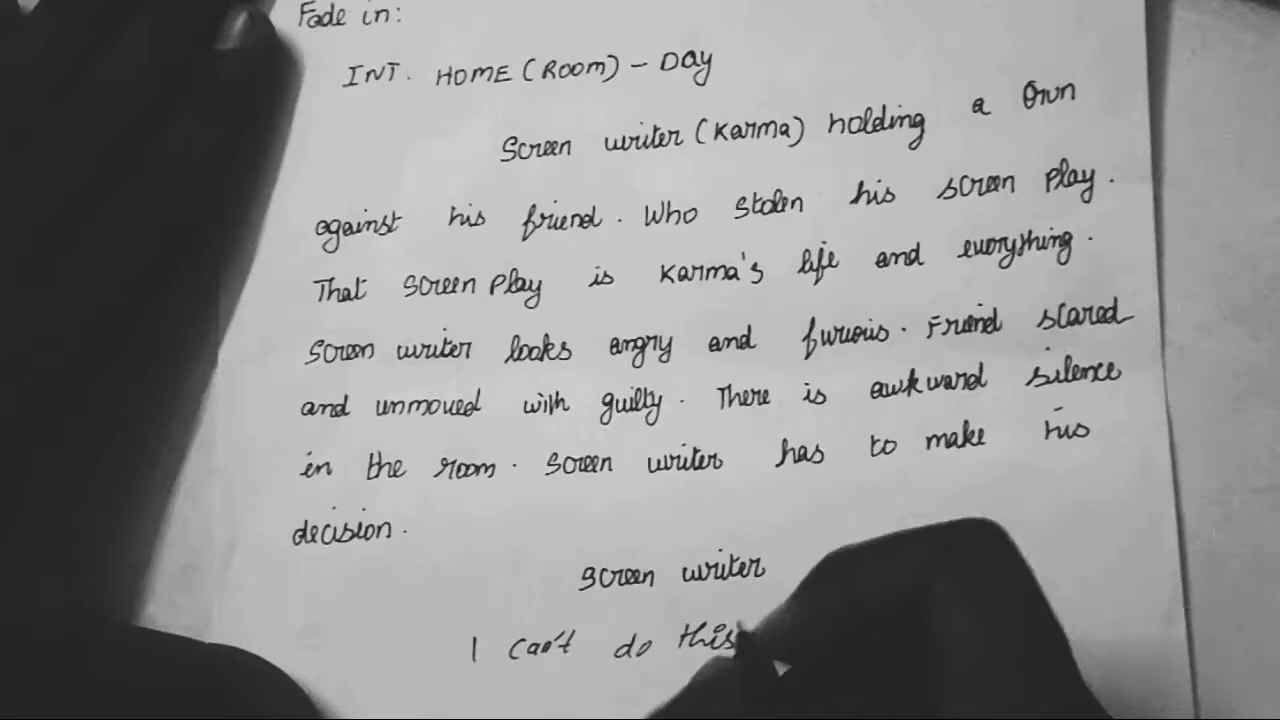 Fade in:
INT. HOME (ROOM) - DAY
Screen writer (Karma) holding a Gun
against his friend. Who stolen his screen play.
That screen play is Karma's life and everything.
Screen writer looks angry and furious. Friend scared
and unmoved with guilty. There is awkward silence
in the room. Screen writer has to make his
decision.
Screen writer
I can't do this